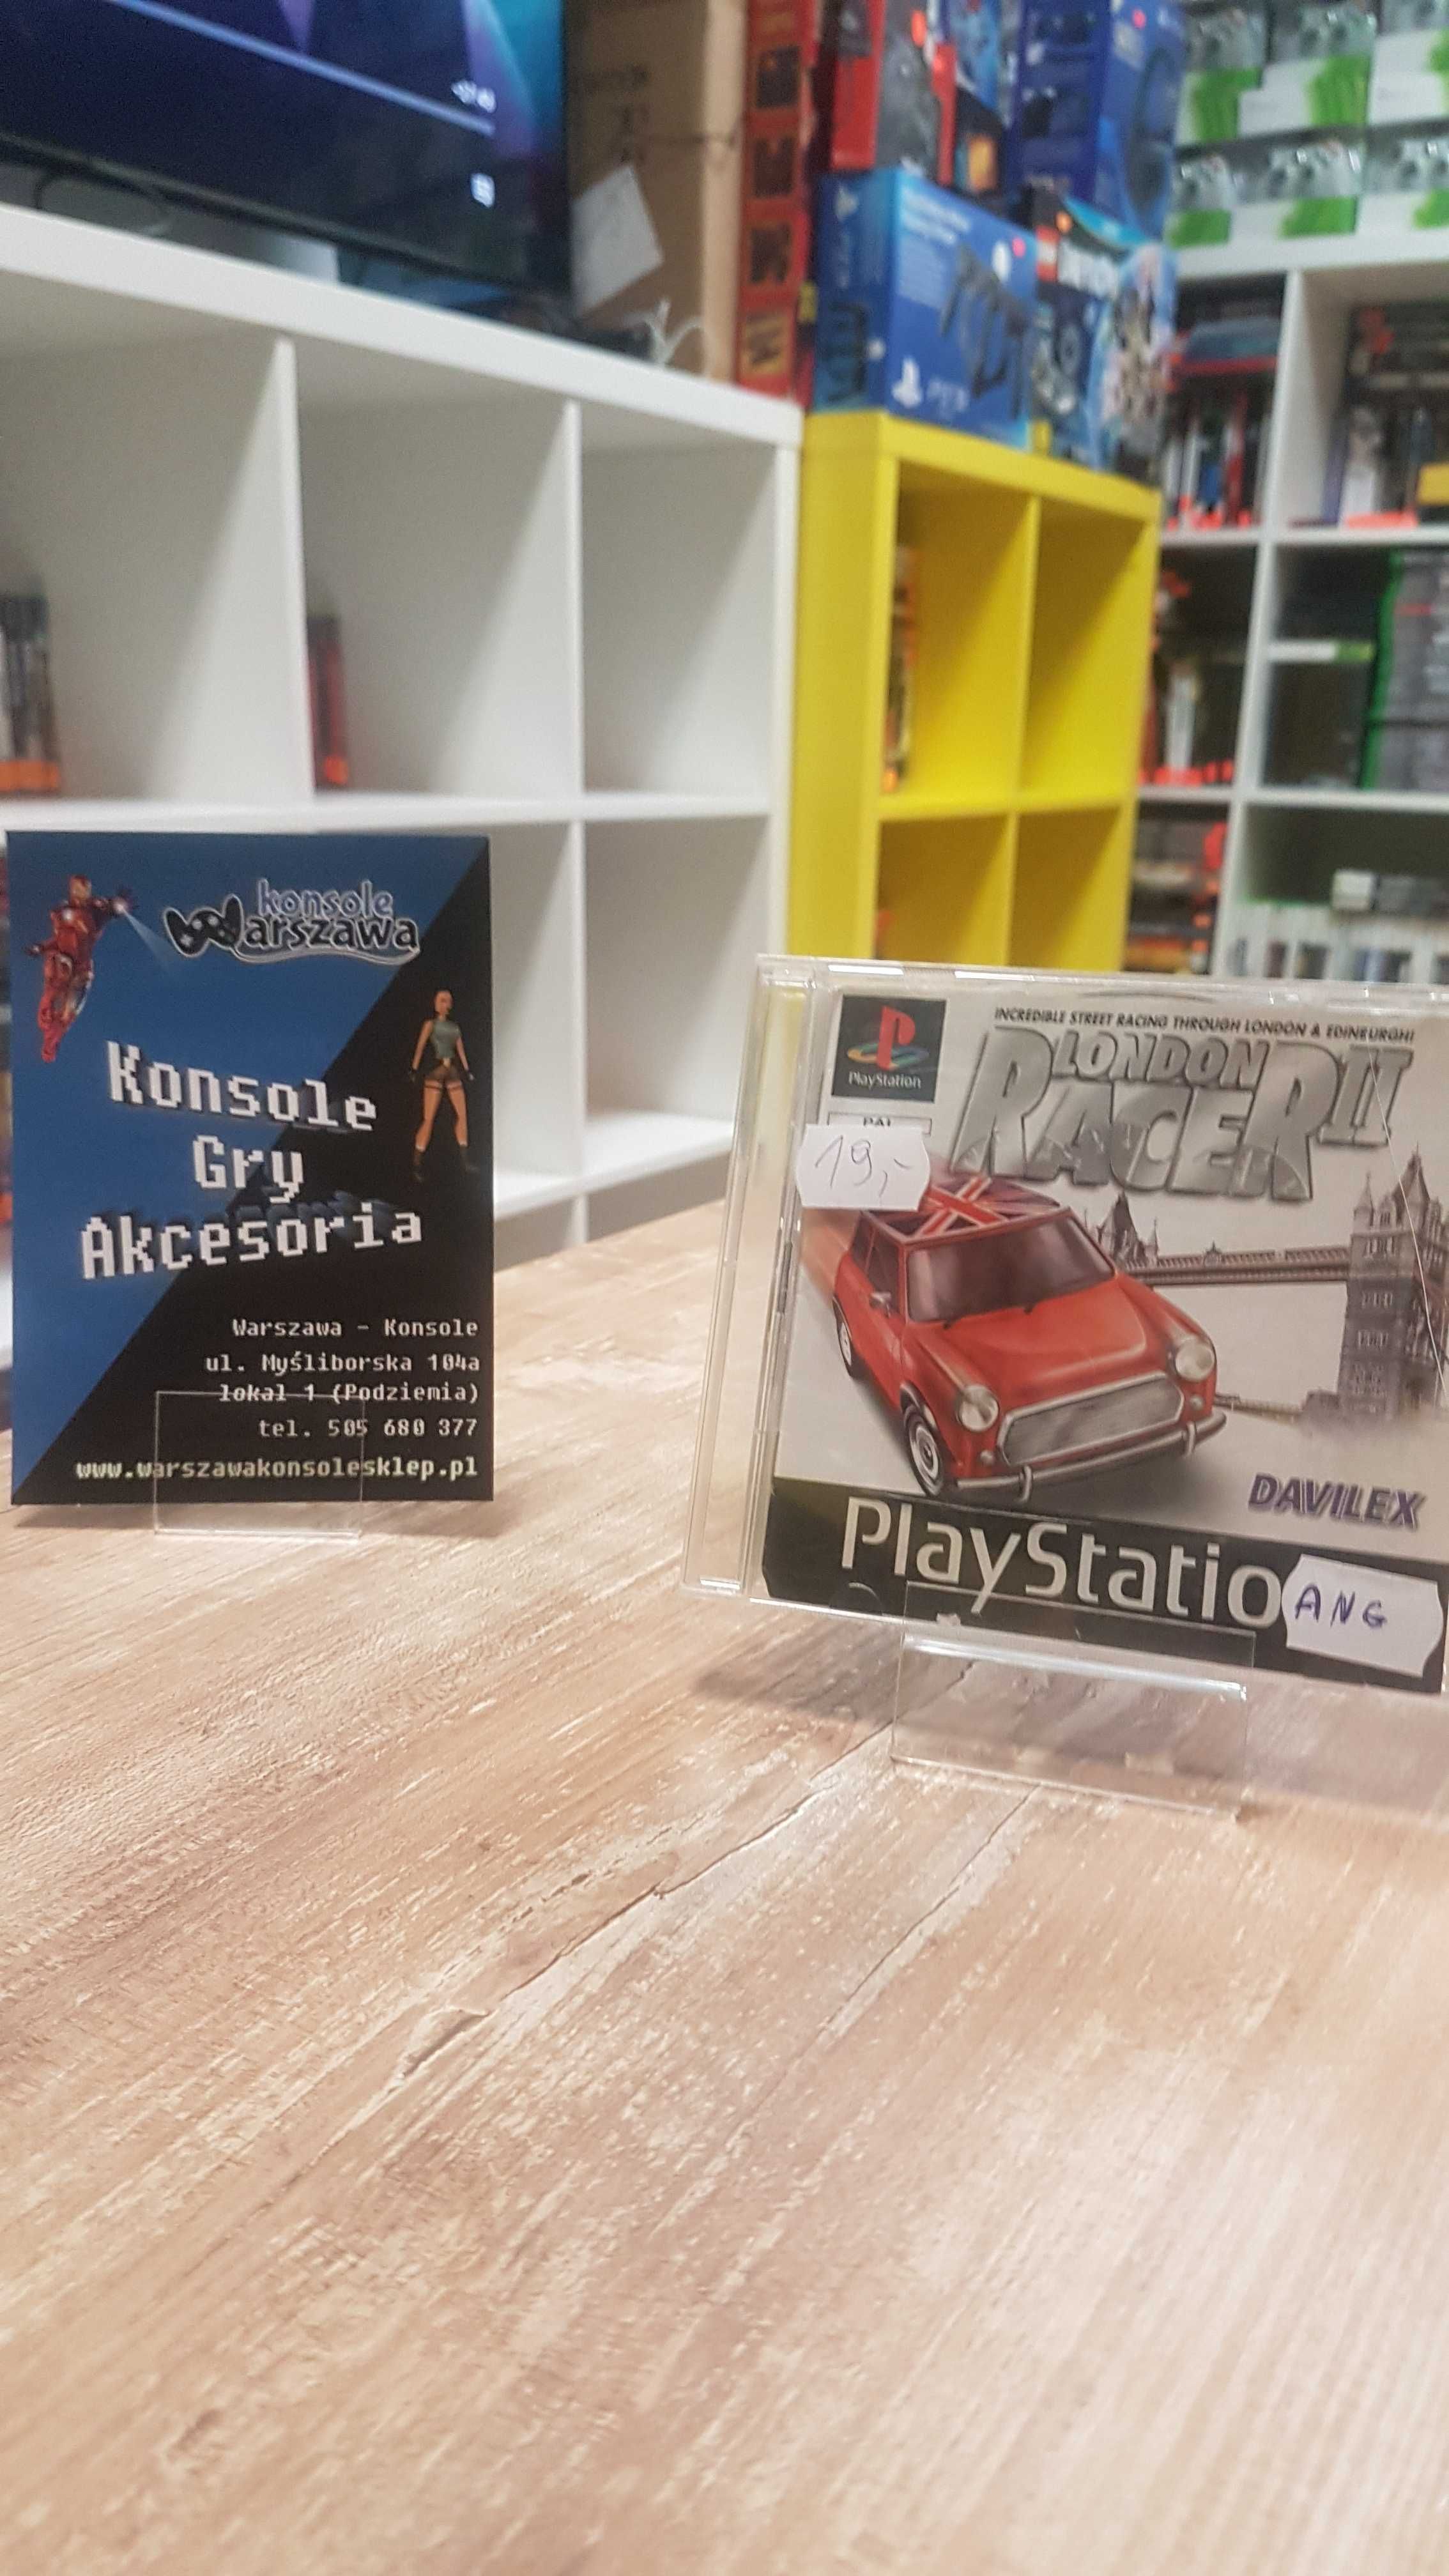 konsole
Warszawa
Konsole
Gry
Akcesoria
Warszawa - Konsole
ul. Myśliborska 104a
lokal 1 (Podziemia)
tel. 505 680 377
www.warszawakonsolesklep.pl
PlayStation
PAL
19,-
INCREDIBLE STREET RACING THROUGH LONDON & EDINBURGH!
LONDON
RACER II
DAVILEX
PlayStatio
ANG